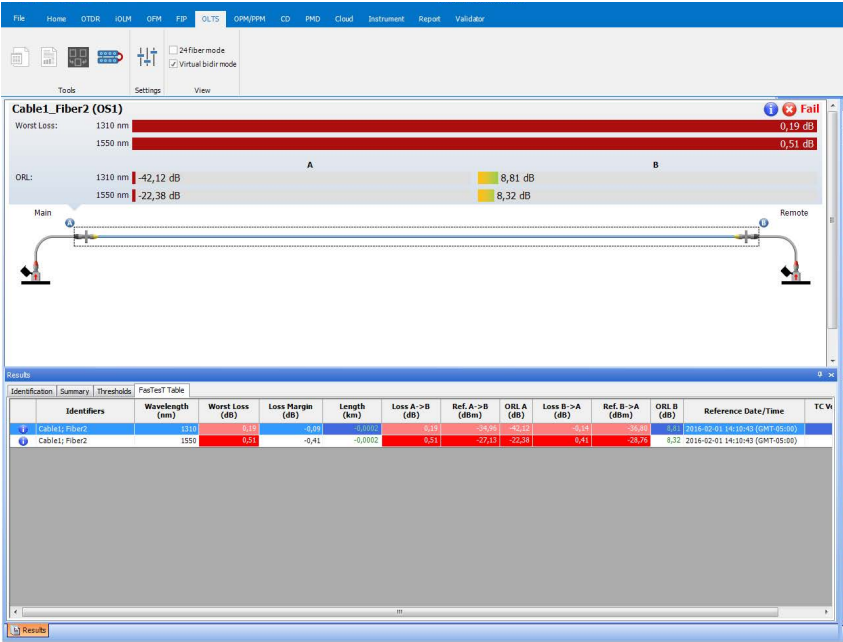 File Home OTDR iOLM OFM FIP OLTS OPM/PPM CD PMD Cloud Instrument Report Validator
24 fiber mode
Virtual bidir mode
Tools Settings View
Cable1_Fiber2 (OS1) Fail
Worst Loss: 1310 nm 0,19 dB
1550 nm 0,51 dB
A B
ORL: 1310 nm -42,12 dB 8,81 dB
1550 nm -22,38 dB 8,32 dB
Main Remote
A B
Results
Identification Summary Thresholds FasTesT Table
Identifiers Wavelength (nm) Worst Loss (dB) Loss Margin (dB) Length (km) Loss A->B (dB) Ref. A->B (dBm) ORL A (dB) Loss B->A (dB) Ref. B->A (dBm) ORL B (dB) Reference Date/Time TC
Cable1; Fiber2 1310 0,19 -0,09 -0,0002 0,19 -34,96 -42,12 -0,14 -36,80 8,81 2016-02-01 14:10:43 (GMT-05:00)
Cable1; Fiber2 1550 0,51 -0,41 -0,0002 0,51 -27,13 -22,38 0,41 -28,76 8,32 2016-02-01 14:10:43 (GMT-05:00)
Results